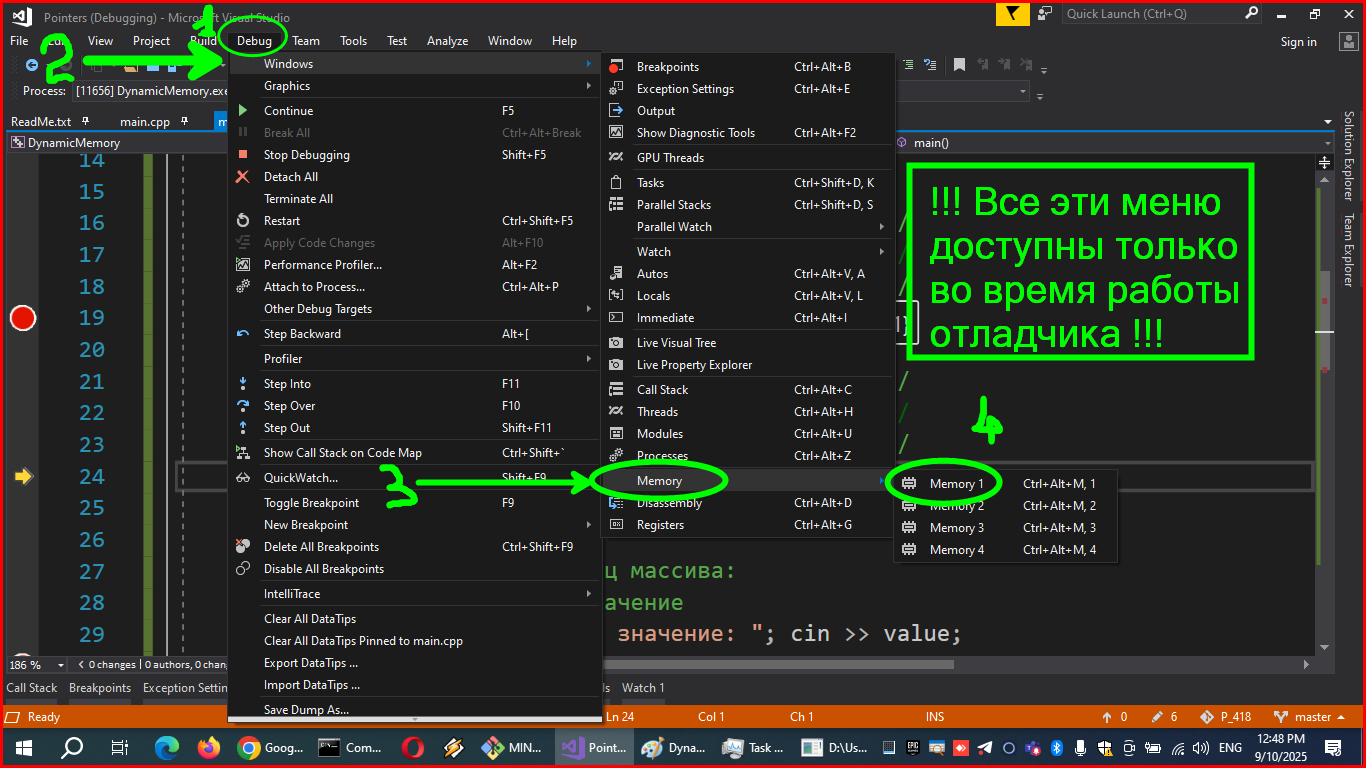 Pointers (Debugging) - Microsoft Visual Studio
Quick Launch (Ctrl+Q)
1
File
View Project Build Debug Team Tools Test Analyze Window Help
Sign in
2
Process: [11656] DynamicMemory.exe
ReadMe.txt main.cpp
DynamicMemory
main()
Windows
Graphics
Continue F5
Break All Ctrl+Alt+Break
Stop Debugging Shift+F5
Detach All
Terminate All
Restart Ctrl+Shift+F5
Apply Code Changes Alt+F10
Performance Profiler... Alt+F2
Attach to Process... Ctrl+Alt+P
Other Debug Targets
Step Backward Alt+[
Profiler
Step Into F11
Step Over F10
Step Out Shift+F11
Show Call Stack on Code Map Ctrl+Shift+`
QuickWatch... Shift+F9
Toggle Breakpoint F9
New Breakpoint
Delete All Breakpoints Ctrl+Shift+F9
Disable All Breakpoints
IntelliTrace
Clear All DataTips
Clear All DataTips Pinned to main.cpp
Export DataTips ...
Import DataTips ...
Save Dump As...
Breakpoints Ctrl+Alt+B
Exception Settings Ctrl+Alt+E
Output
Show Diagnostic Tools Ctrl+Alt+F2
GPU Threads
Tasks Ctrl+Shift+D, K
Parallel Stacks Ctrl+Shift+D, S
Parallel Watch
Watch
Autos Ctrl+Alt+V, A
Locals Ctrl+Alt+V, L
Immediate Ctrl+Alt+I
Live Visual Tree
Live Property Explorer
Call Stack Ctrl+Alt+C
Threads Ctrl+Alt+H
Modules Ctrl+Alt+U
Processes Ctrl+Alt+Z
3
Memory
Disassembly Ctrl+Alt+D
Registers Ctrl+Alt+G
4
Memory 1 Ctrl+Alt+M, 1
Memory 2 Ctrl+Alt+M, 2
Memory 3 Ctrl+Alt+M, 3
Memory 4 Ctrl+Alt+M, 4
!!! Все эти меню
доступны только
во время работы
отладчика !!!
Solution Explorer
Team Explorer
14
15
16
17
18
19
20
21
22
23
24
25
26
27 ц массива:
28 ачение
29 значение: "; cin >> value;
186 % 0 changes | 0 authors, 0 chan
Call Stack Breakpoints Exception Settin
Watch 1
Ready Ln 24 Col 1 Ch 1 INS 0 6 P_418 master
Goog... Com... MIN... Point... Dyna... Task ... D:\Us... ENG
12:48 PM
9/10/2025